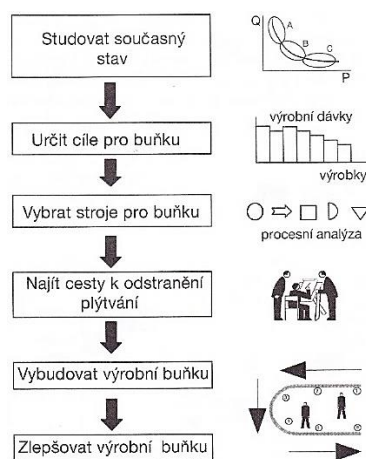 Studovat současný
stav
Q
A
B
C
P
Určit cíle pro buňku
výrobní dávky
výrobky
Vybrat stroje pro buňku
procesní analýza
Najít cesty k odstranění
plýtvání
Vybudovat výrobní buňku
Zlepšovat výrobní buňku